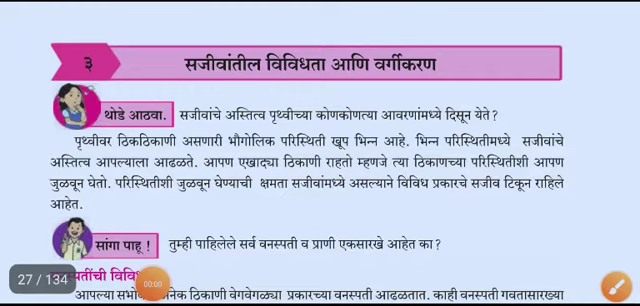 ३
सजीवांतील विविधता आणि वर्गीकरण
थोडे आठवा. सजीवांचे अस्तित्व पृथ्वीच्या कोणकोणत्या आवरणांमध्ये दिसून येते?
पृथ्वीवर ठिकठिकाणी असणारी भौगोलिक परिस्थिती खूप भिन्न आहे. भिन्न परिस्थितीमध्ये सजीवांचे
अस्तित्व आपल्याला आढळते. आपण एखाद्या ठिकाणी राहतो म्हणजे त्या ठिकाणच्या परिस्थितीशी आपण
जुळवून घेतो. परिस्थितीशी जुळवून घेण्याची क्षमता सजीवांमध्ये असल्याने विविध प्रकारचे सजीव टिकून राहिले
आहेत.
सांगा पाहू ! तुम्ही पाहिलेले सर्व वनस्पती व प्राणी एकसारखे आहेत का?
27 / 134
00:00
ठिकाणी वेगवेगळ्या प्रकारच्या वनस्पती आढळतात. काही वनस्पती गवतासारख्या